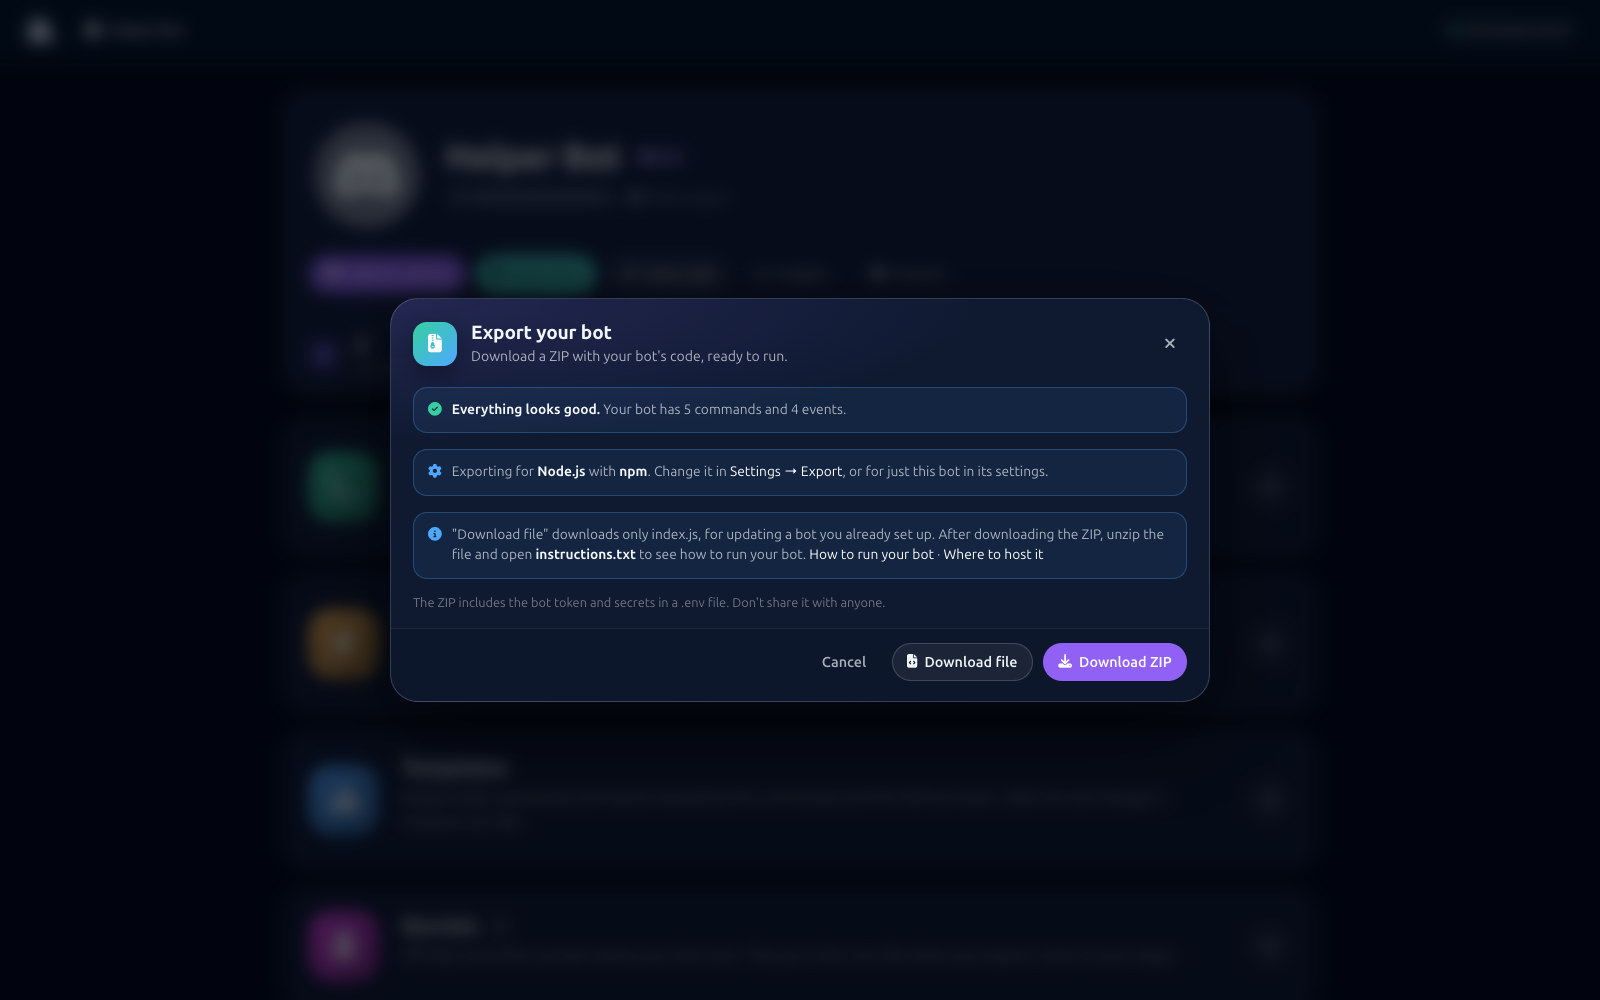 Helper Bot
Export your bot
Download a ZIP with your bot's code, ready to run.
Everything looks good. Your bot has 5 commands and 4 events.
Exporting for Node.js with npm. Change it in Settings → Export, or for just this bot in its settings.
"Download file" downloads only index.js, for updating a bot you already set up. After downloading the ZIP, unzip the
file and open instructions.txt to see how to run your bot. How to run your bot · Where to host it
The ZIP includes the bot token and secrets in a .env file. Don't share it with anyone.
Cancel
Download file
Download ZIP
Templates
Secrets